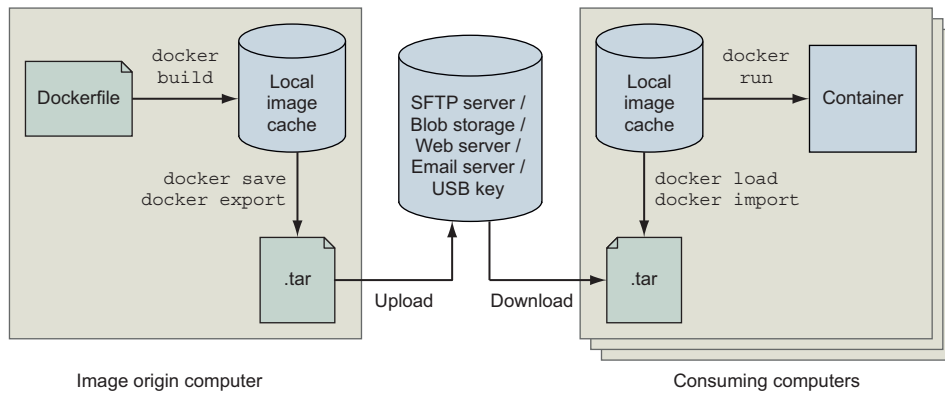 Dockerfile
docker
build
Local
image
cache
docker save
docker export
.tar
Upload
SFTP server /
Blob storage /
Web server /
Email server /
USB key
Download
Local
image
cache
docker
run
Container
docker load
docker import
.tar
Image origin computer
Consuming computers